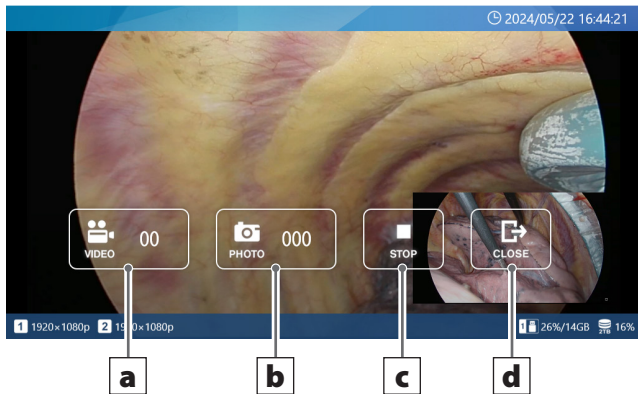 2024/05/22 16:44:21
VIDEO 00
PHOTO 000
STOP
CLOSE
1 1920×1080p 2 1920×1080p
1 26%/14GB 2TB 16%
a b c d